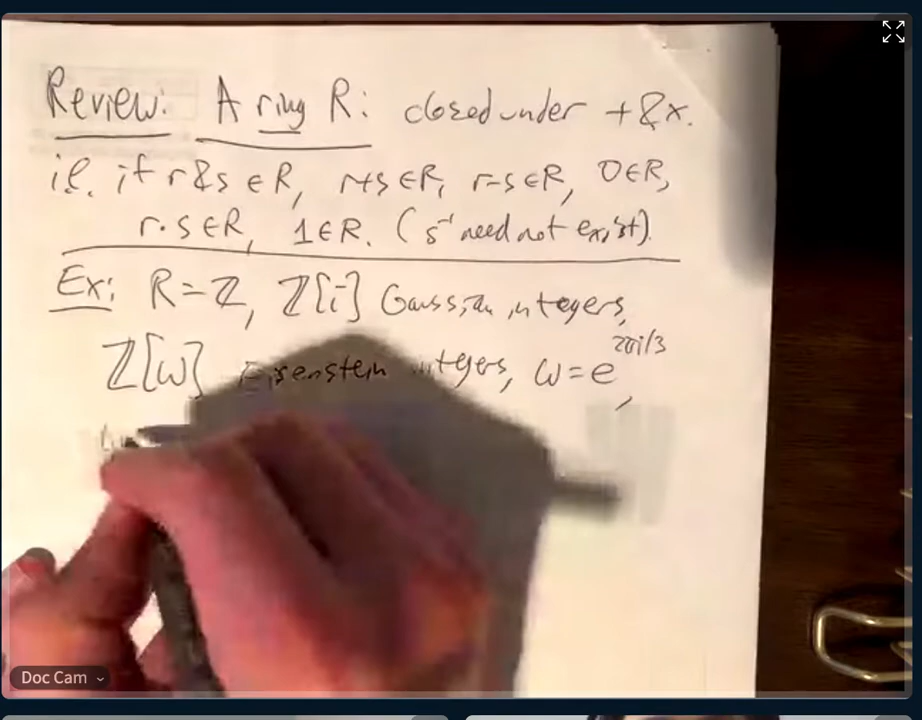 Review: A ring R: closed under + & x.
i.e. if r & s ∈ R, r+s ∈ R, r-s ∈ R, 0 ∈ R,
r·s ∈ R, 1 ∈ R. (s⁻¹ need not exist).
Ex: R = ℤ, ℤ[i] Gaussian integers,
ℤ[ω] Eisenstein integers, ω = e^{2πi/3},
Doc Cam